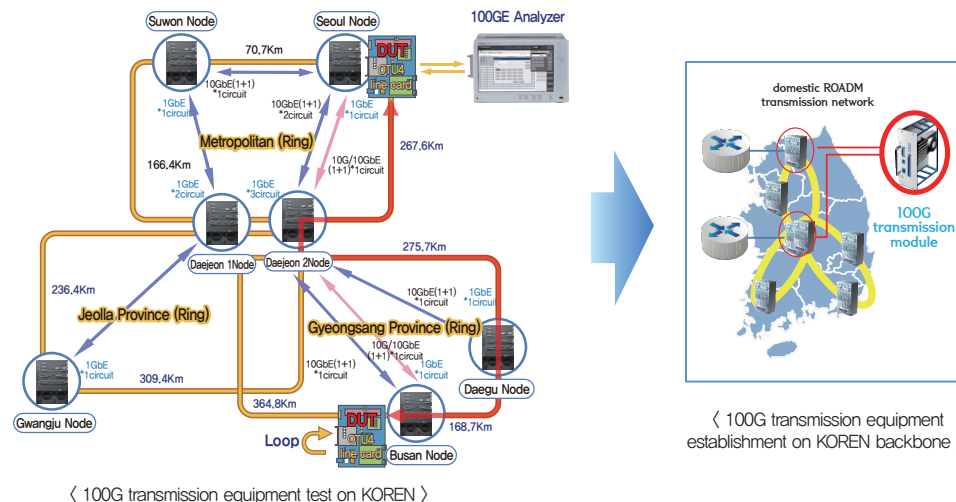 Suwon Node
Seoul Node
100GE Analyzer
70,7Km
DUT
OTU4
line card
10GbE(1+1)
*1circuit
1GbE
*1circuit
10GbE(1+1)
*2circuit
1GbE
*1circuit
Metropolitan (Ring)
267,6Km
10G/10GbE
(1+1)*1circuit
166,4Km
1GbE
*2circuit
1GbE
*3circuit
Daejeon 1Node
Daejeon 2Node
275,7Km
236,4Km
10GbE(1+1)
*1circuit
1GbE
*1circuit
Jeolla Province (Ring)
Gyeongsang Province (Ring)
1GbE
*1circuit
10GbE(1+1)
*1circuit
10G/10GbE
(1+1)*1circuit
1GbE
*1circuit
309,4Km
Daegu Node
Gwangju Node
364,8Km
168,7Km
DUT
OTU4
line card
Loop
Busan Node
〈 100G transmission equipment test on KOREN 〉
domestic ROADM
transmission network
100G
transmission
module
〈 100G transmission equipment
establishment on KOREN backbone